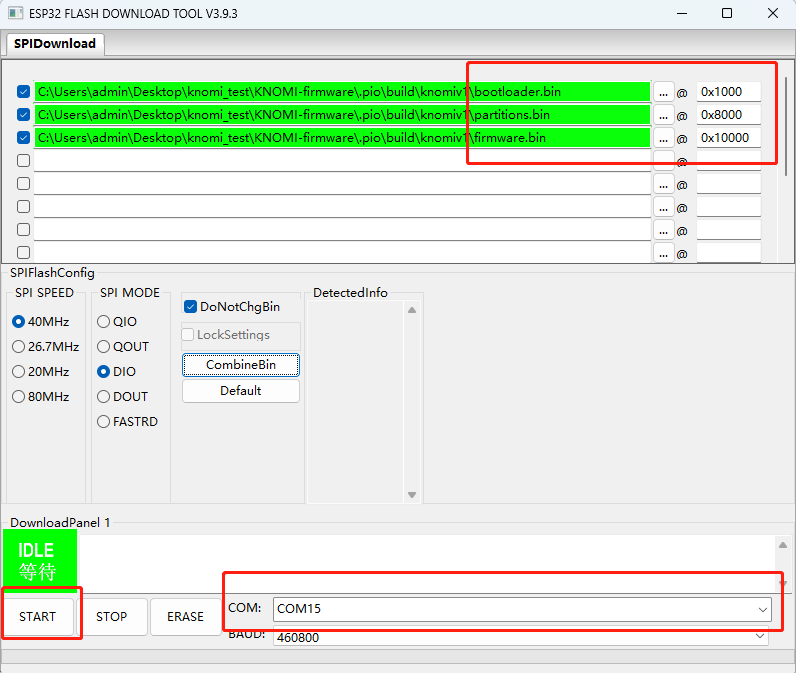 ESP32 FLASH DOWNLOAD TOOL V3.9.3
SPIDownload
C:\Users\admin\Desktop\knomi_test\KNOMI-firmware\.pio\build\knomiv1\bootloader.bin ... @ 0x1000
C:\Users\admin\Desktop\knomi_test\KNOMI-firmware\.pio\build\knomiv1\partitions.bin ... @ 0x8000
C:\Users\admin\Desktop\knomi_test\KNOMI-firmware\.pio\build\knomiv1\firmware.bin ... @ 0x10000
... @
... @
... @
... @
... @
SPIFlashConfig
SPI SPEED SPI MODE DetectedInfo
DoNotChgBin
40MHz QIO
LockSettings
26.7MHz QOUT
CombineBin
20MHz DIO
Default
80MHz DOUT
FASTRD
DownloadPanel 1
IDLE
等待
START STOP ERASE
COM: COM15
BAUD: 460800